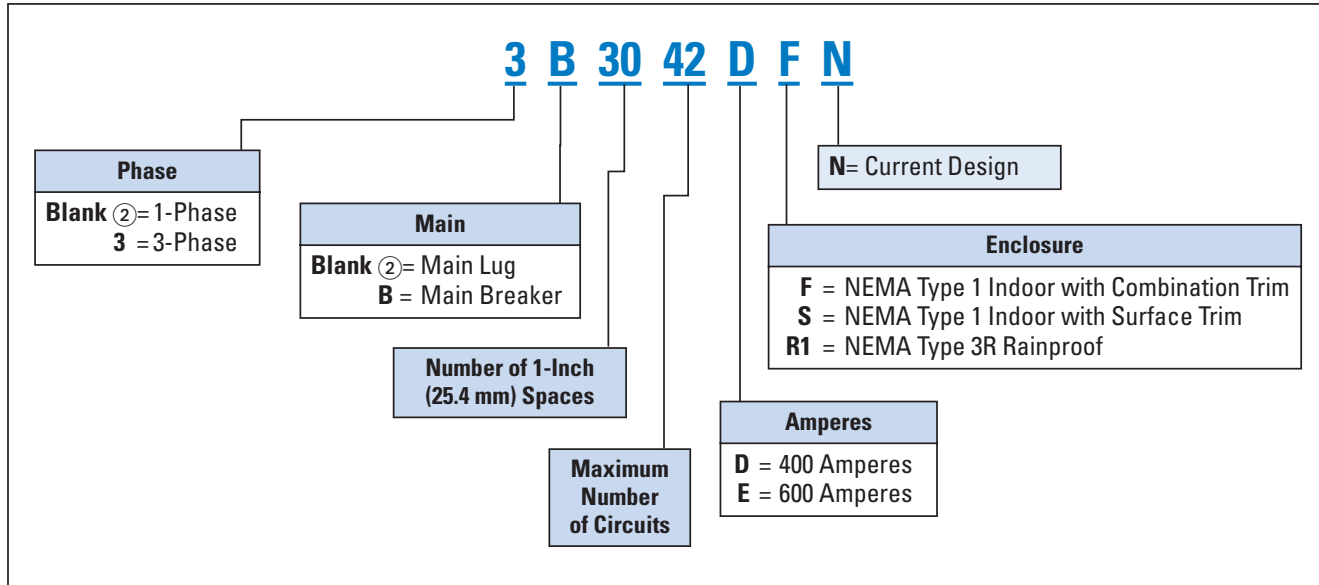 3 B 30 42 D F N
Phase
Blank ②= 1-Phase
3 = 3-Phase
Main
Blank ②= Main Lug
B = Main Breaker
Number of 1-Inch
(25.4 mm) Spaces
Maximum
Number
of Circuits
Amperes
D = 400 Amperes
E = 600 Amperes
Enclosure
F = NEMA Type 1 Indoor with Combination Trim
S = NEMA Type 1 Indoor with Surface Trim
R1 = NEMA Type 3R Rainproof
N= Current Design